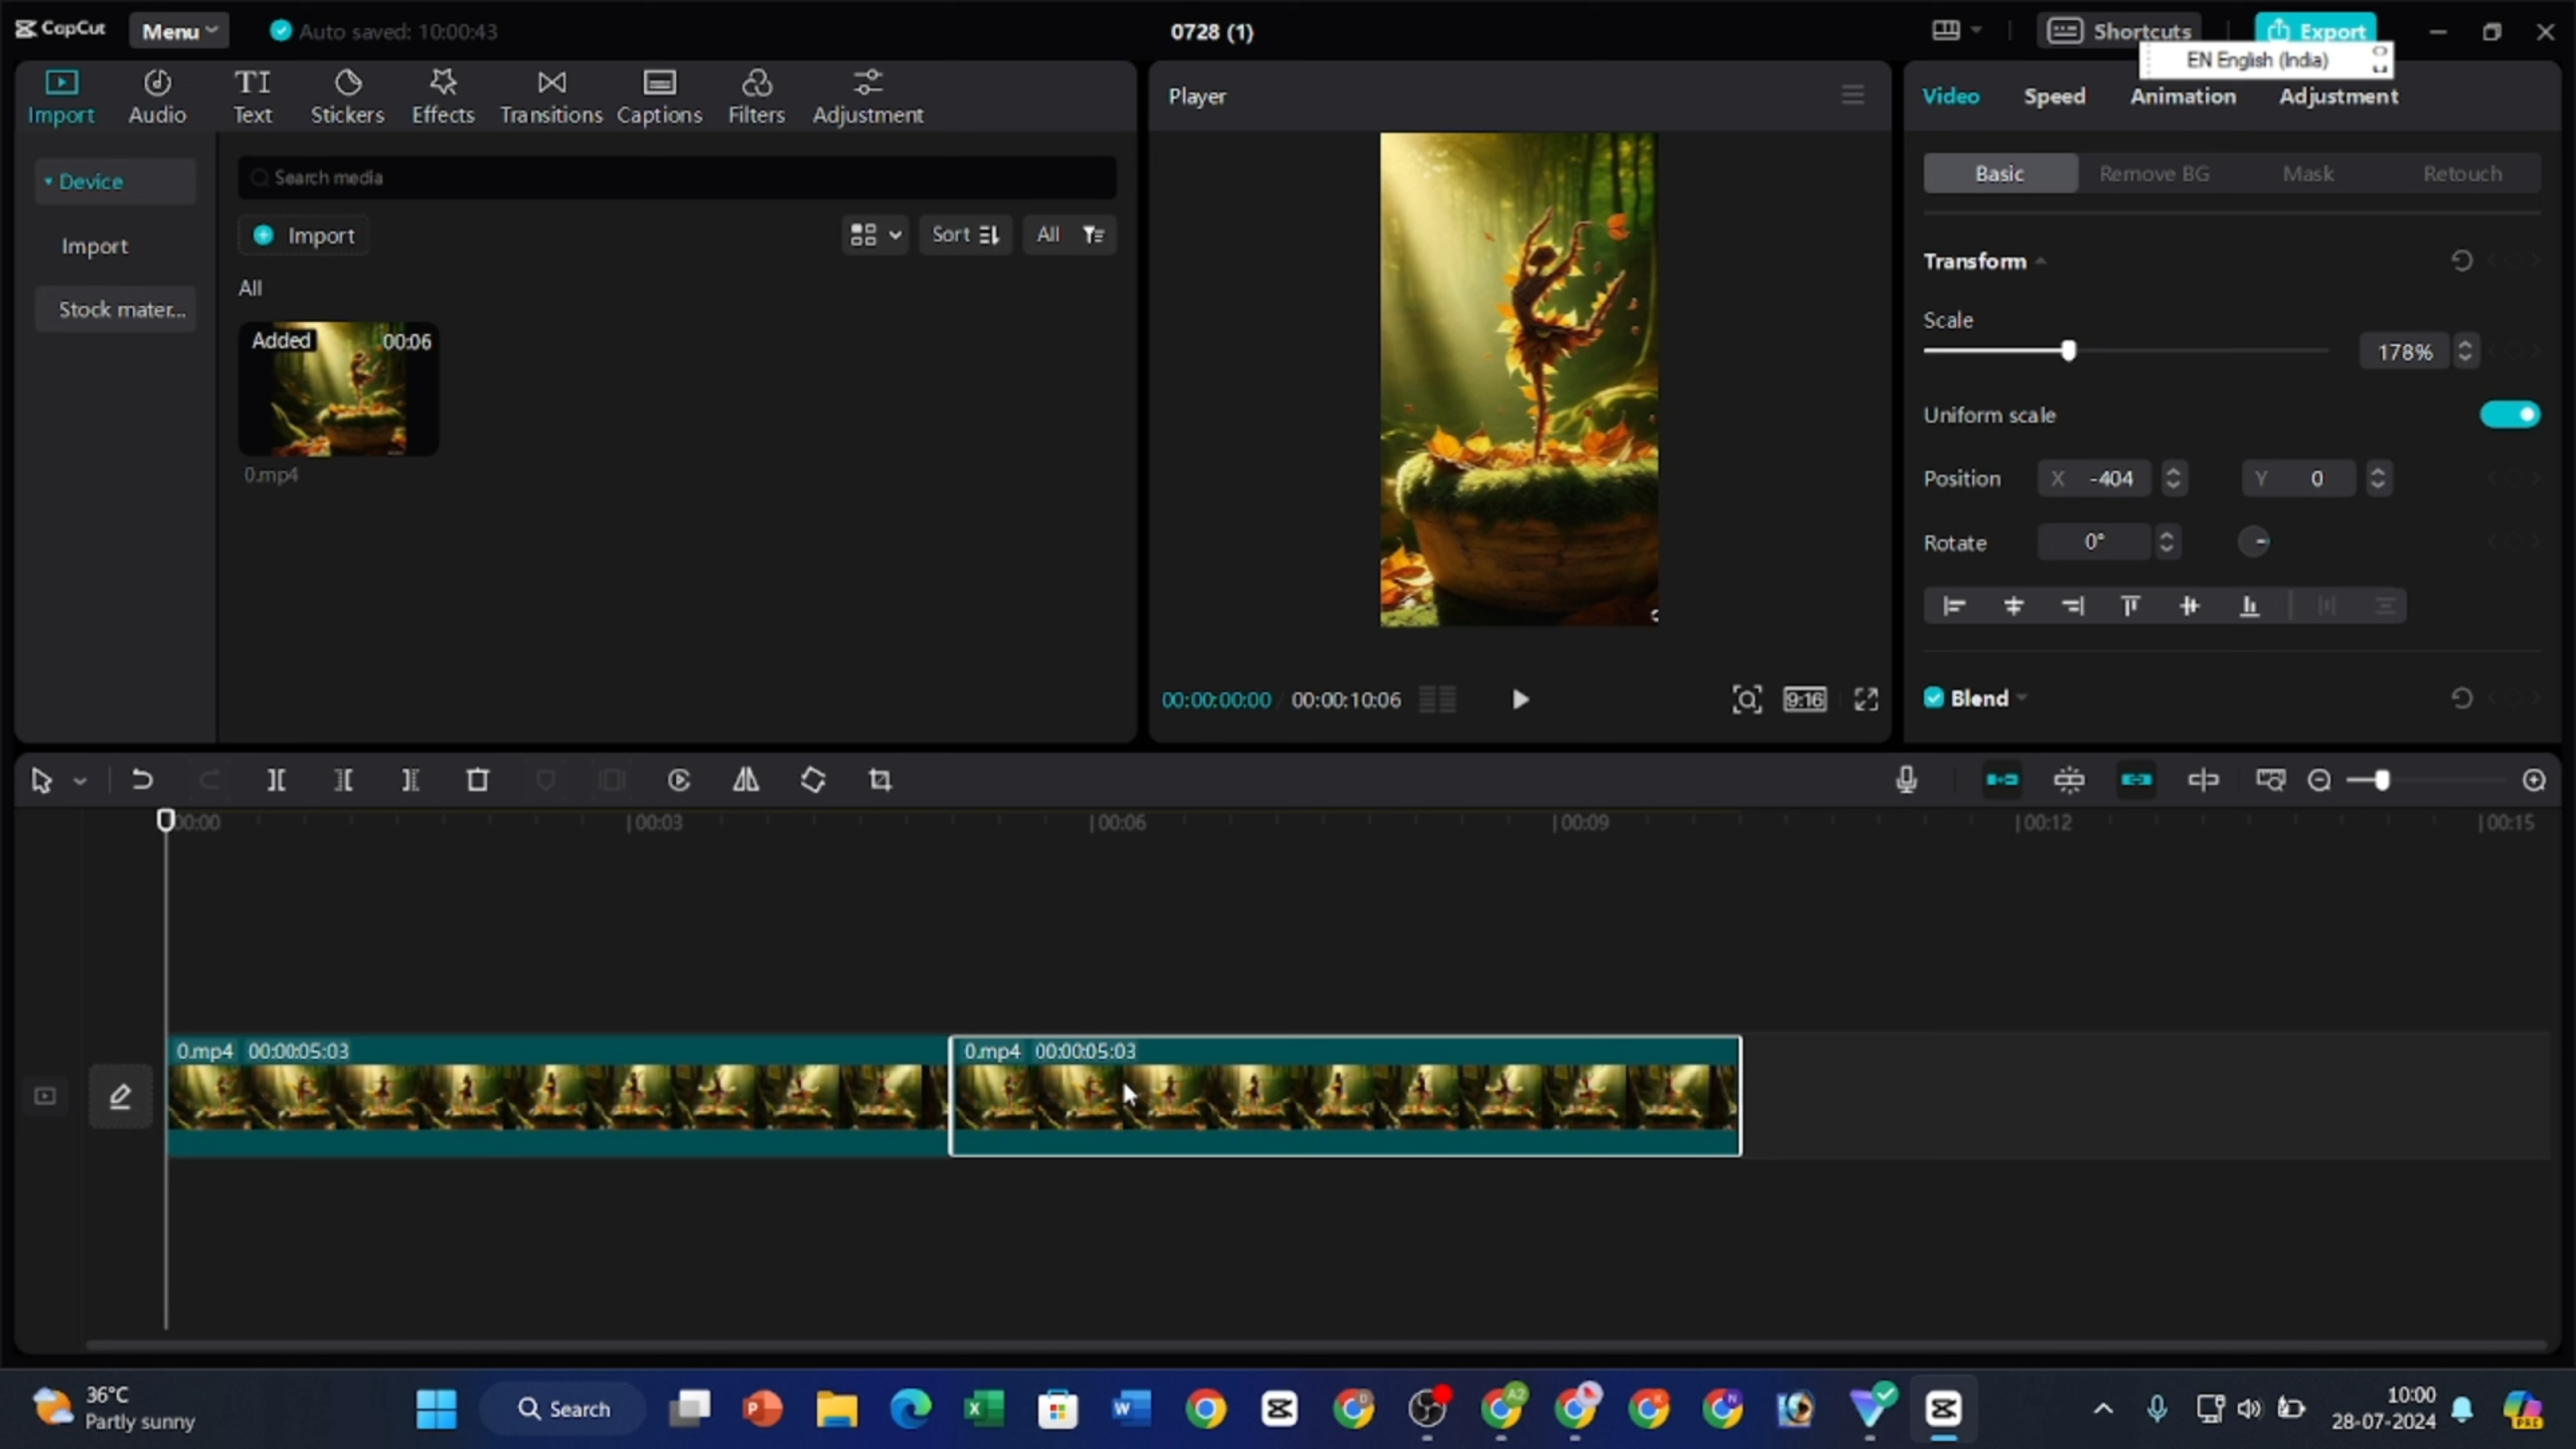 CapCut Menu Auto saved: 10:00:43 0728 (1) Shortcuts Export
EN English (India)
Import Audio Text Stickers Effects Transitions Captions Filters Adjustment
Player
Video Speed Animation Adjustment
Device
Import
Stock mater...
Search media
Import Sort All
All
Added 00:06
0.mp4
Basic Remove BG Mask Retouch
Transform
Scale
178%
Uniform scale
Position X -404 Y 0
Rotate 0°
Blend
00:00:00:00 / 00:00:10:06 9:16
00:00 00:03 00:06 00:09 00:12 00:15
0.mp4 00:00:05:03 0.mp4 00:00:05:03
36°C
Partly sunny
Search
10:00
28-07-2024